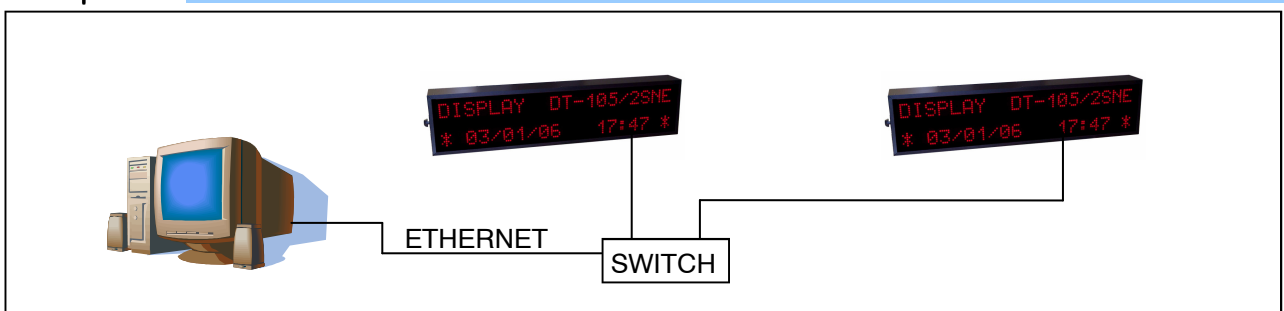 DISPLAY DT-105/2SNE
* 03/01/06 17:47 *
DISPLAY DT-105/2SNE
* 03/01/06 17:47 *
ETHERNET
SWITCH